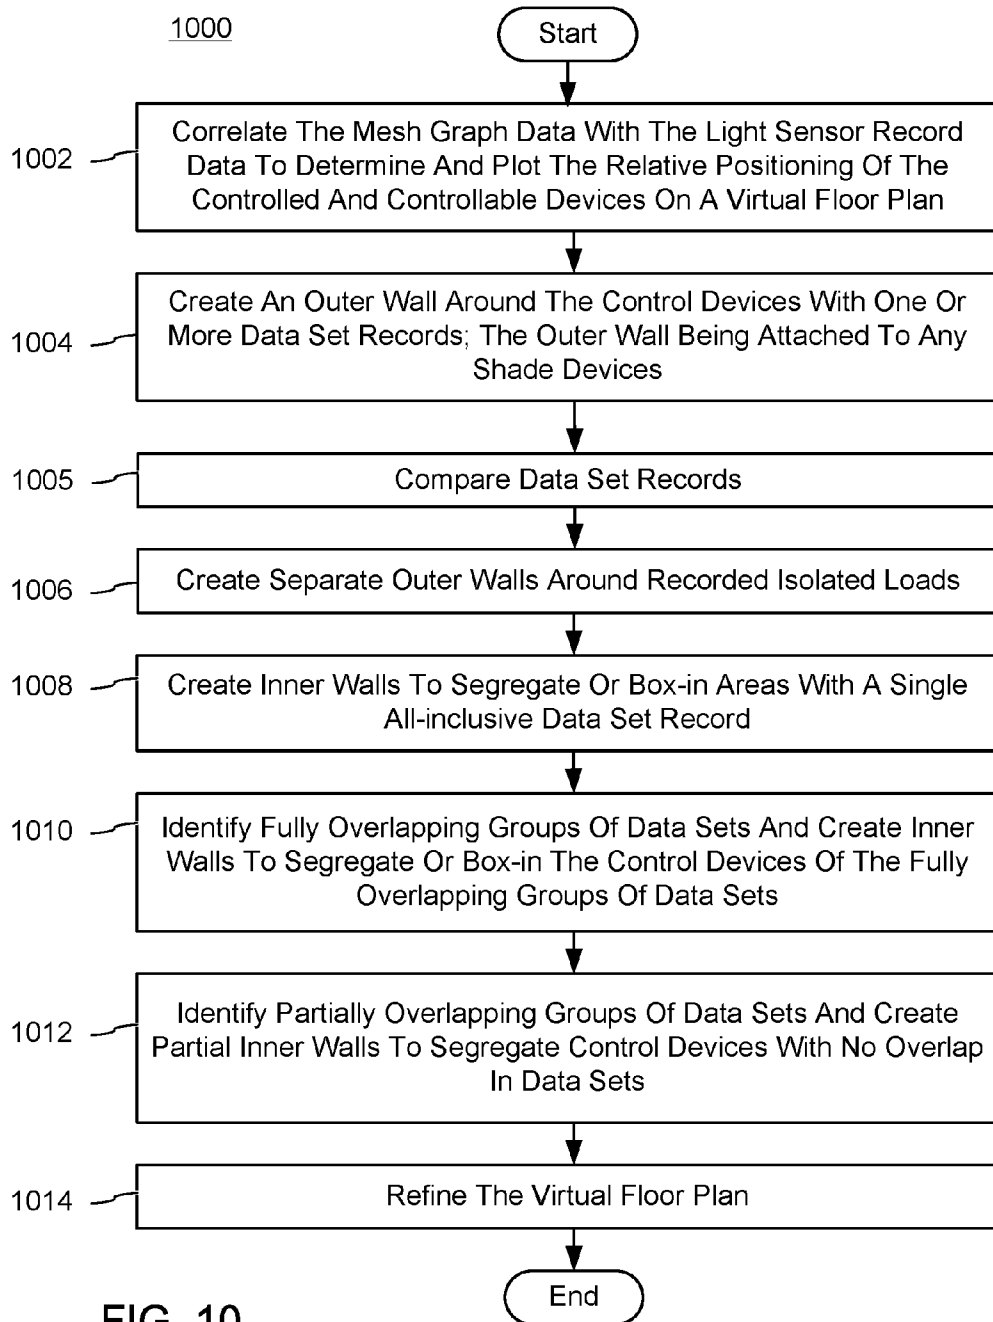 1000
Start
1002
Correlate The Mesh Graph Data With The Light Sensor Record
Data To Determine And Plot The Relative Positioning Of The
Controlled And Controllable Devices On A Virtual Floor Plan
1004
Create An Outer Wall Around The Control Devices With One Or
More Data Set Records; The Outer Wall Being Attached To Any
Shade Devices
1005
Compare Data Set Records
1006
Create Separate Outer Walls Around Recorded Isolated Loads
1008
Create Inner Walls To Segregate Or Box-in Areas With A Single
All-inclusive Data Set Record
1010
Identify Fully Overlapping Groups Of Data Sets And Create Inner
Walls To Segregate Or Box-in The Control Devices Of The Fully
Overlapping Groups Of Data Sets
1012
Identify Partially Overlapping Groups Of Data Sets And Create
Partial Inner Walls To Segregate Control Devices With No Overlap
In Data Sets
1014
Refine The Virtual Floor Plan
End
FIG. 10